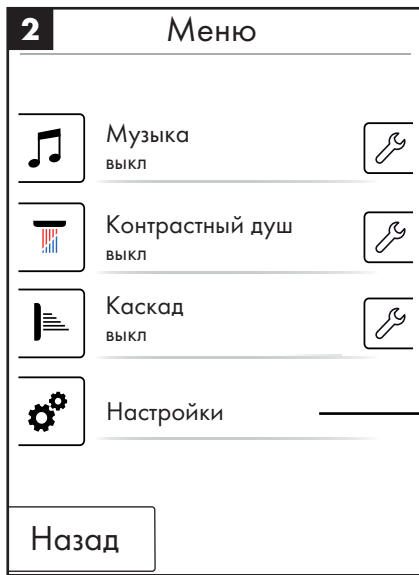 2
Меню
Музыка
выкл
Контрастный душ
выкл
Каскад
выкл
Настройки
Назад